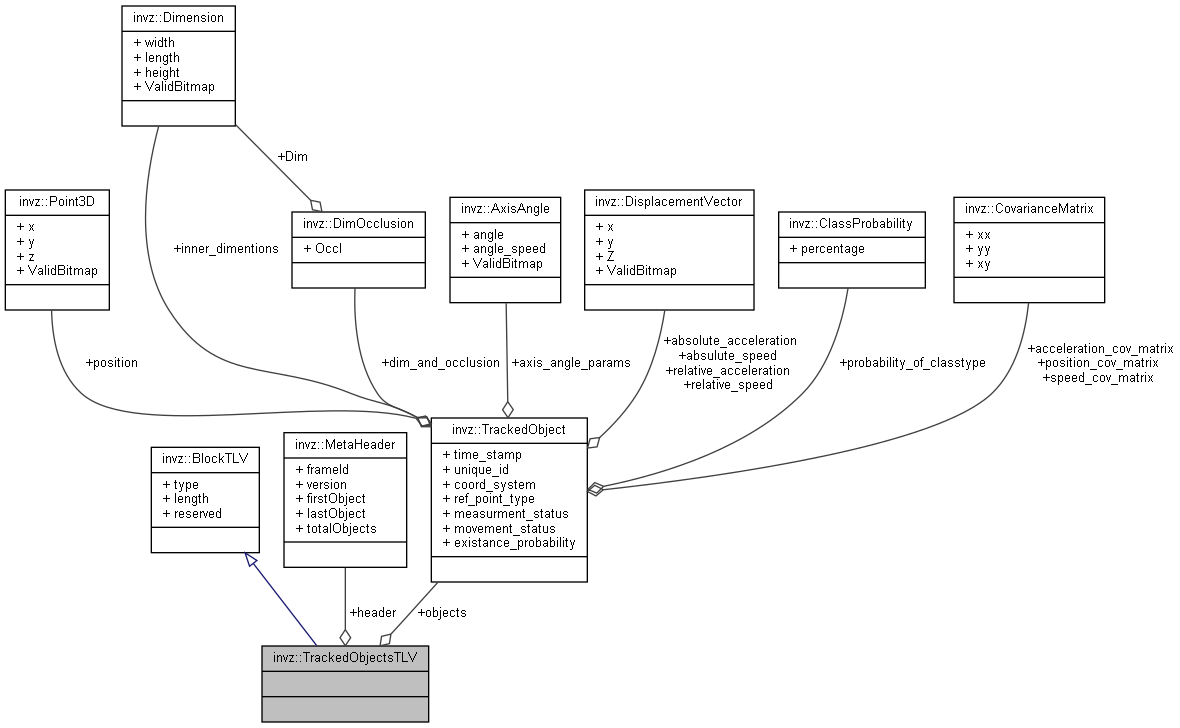 invz::Dimension
+ width
+ length
+ height
+ ValidBitmap
+Dim
invz::Point3D
+ x
+ y
+ z
+ ValidBitmap
+inner_dimentions
invz::DimOcclusion
+ Occl
invz::AxisAngle
+ angle
+ angle_speed
+ ValidBitmap
invz::DisplacementVector
+ x
+ y
+ Z
+ ValidBitmap
invz::ClassProbability
+ percentage
invz::CovarianceMatrix
+ xx
+ yy
+ xy
+position
+dim_and_occlusion
+axis_angle_params
+absolute_acceleration
+absulute_speed
+relative_acceleration
+relative_speed
+probability_of_classtype
+acceleration_cov_matrix
+position_cov_matrix
+speed_cov_matrix
invz::BlockTLV
+ type
+ length
+ reserved
invz::MetaHeader
+ frameId
+ version
+ firstObject
+ lastObject
+ totalObjects
invz::TrackedObject
+ time_stamp
+ unique_id
+ coord_system
+ ref_point_type
+ measurment_status
+ movement_status
+ existance_probability
+header
+objects
invz::TrackedObjectsTLV